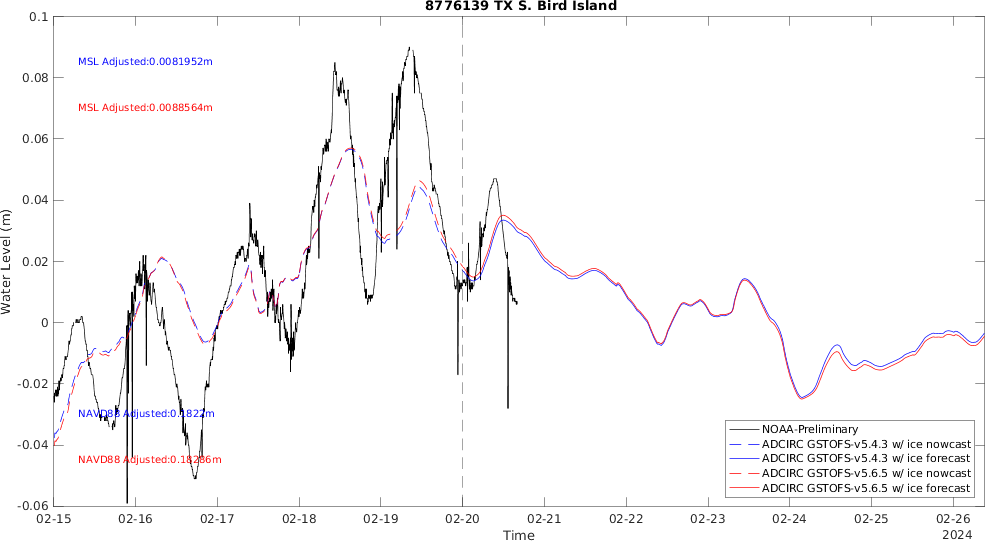 8776139 TX S. Bird Island
0.1
0.08
0.06
0.04
0.02
0
-0.02
-0.04
-0.06
Water Level (m)
MSL Adjusted:0.0081952m
MSL Adjusted:0.0088564m
NAVD88 Adjusted:0.1822m
NAVD88 Adjusted:0.18286m
NOAA-Preliminary
ADCIRC GSTOFS-v5.4.3 w/ ice nowcast
ADCIRC GSTOFS-v5.4.3 w/ ice forecast
ADCIRC GSTOFS-v5.6.5 w/ ice nowcast
ADCIRC GSTOFS-v5.6.5 w/ ice forecast
02-15 02-16 02-17 02-18 02-19 02-20 02-21 02-22 02-23 02-24 02-25 02-26
Time
2024